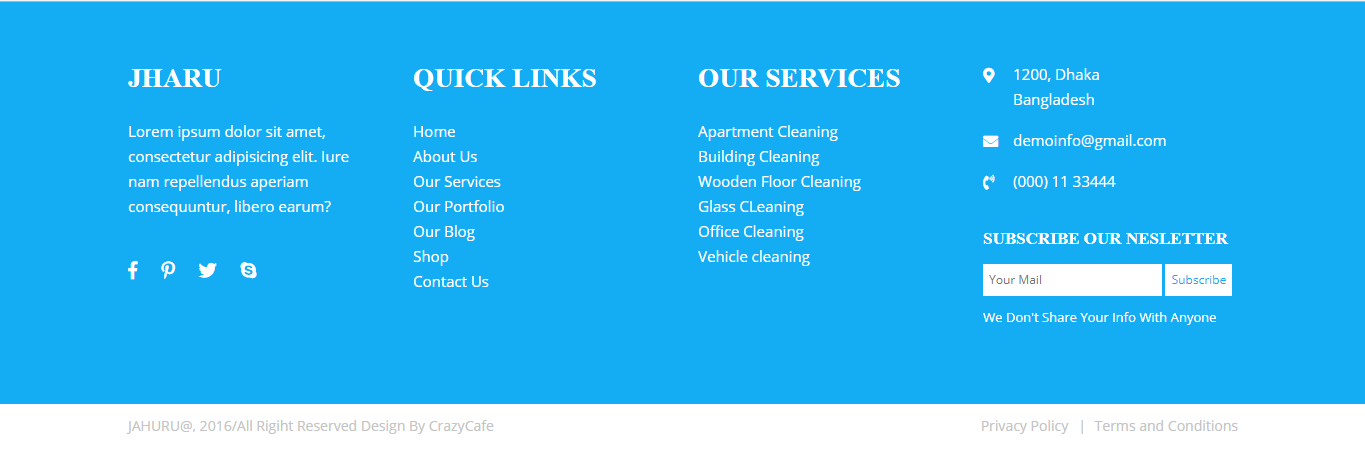 JHARU
Lorem ipsum dolor sit amet,
consectetur adipisicing elit. Iure
nam repellendus aperiam
consequuntur, libero earum?
QUICK LINKS
Home
About Us
Our Services
Our Portfolio
Our Blog
Shop
Contact Us
OUR SERVICES
Apartment Cleaning
Building Cleaning
Wooden Floor Cleaning
Glass CLeaning
Office Cleaning
Vehicle cleaning
1200, Dhaka
Bangladesh
demoinfo@gmail.com
(000) 11 33444
SUBSCRIBE OUR NESLETTER
Your Mail Subscribe
We Don't Share Your Info With Anyone
JAHURU@, 2016/All Rigiht Reserved Design By CrazyCafe
Privacy Policy | Terms and Conditions